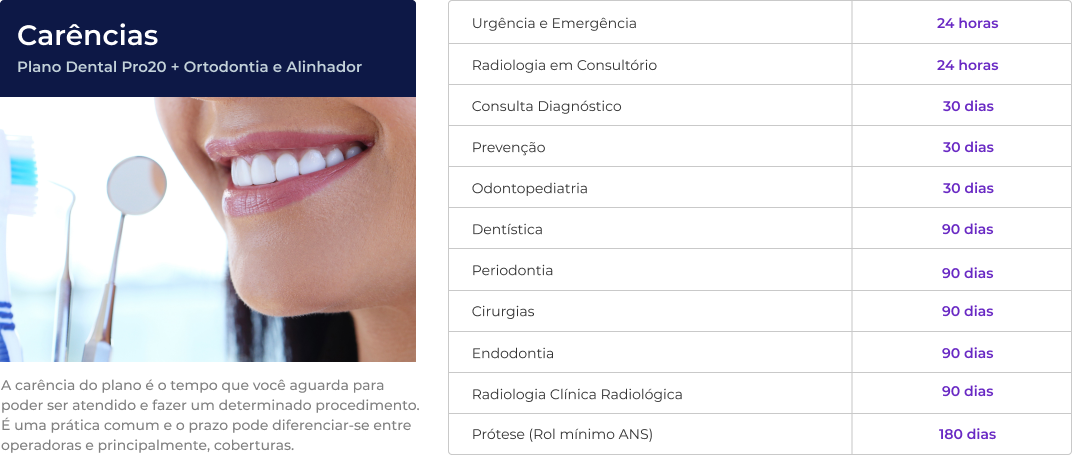 Carências
Plano Dental Pro20 + Ortodontia e Alinhador
A carência do plano é o tempo que você aguarda para
poder ser atendido e fazer um determinado procedimento.
É uma prática comum e o prazo pode diferenciar-se entre
operadoras e principalmente, coberturas.
Urgência e Emergência 24 horas
Radiologia em Consultório 24 horas
Consulta Diagnóstico 30 dias
Prevenção 30 dias
Odontopediatria 30 dias
Dentística 90 dias
Periodontia 90 dias
Cirurgias 90 dias
Endodontia 90 dias
Radiologia Clínica Radiológica 90 dias
Prótese (Rol mínimo ANS) 180 dias